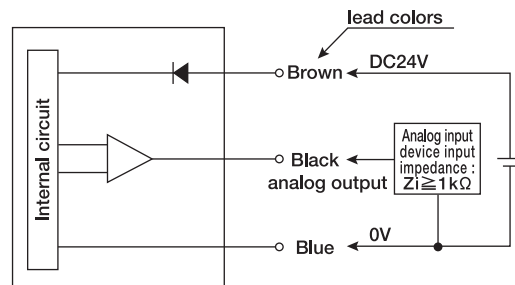 lead colors
Brown
DC24V
Internal circuit
Black
analog output
Analog input
device input
impedance :
Zi≧1kΩ
Blue
0V